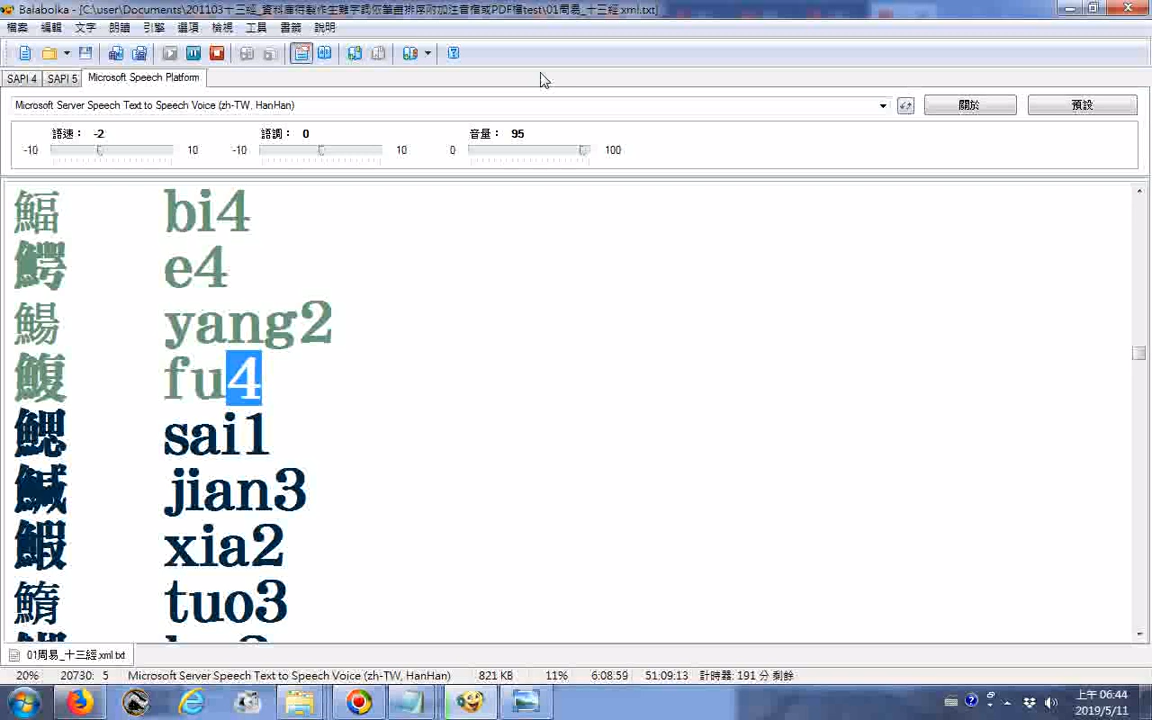 Balabolka - [C:\user\Documents\201103十三經_資料庫待製作生難字詞依筆畫排序附加注音檔或PDF檔test\01周易_十三經xml.txt]
檔案 編輯 文字 朗讀 引擎 選項 檢視 工具 書籤 說明
SAPI 4 SAPI 5 Microsoft Speech Platform
Microsoft Server Speech Text to Speech Voice (zh-TW, HanHan) 關於 預設
語速： -2 語調： 0 音量： 95
-10 10 -10 10 0 100
鰏 bi4
鰐 e4
鰑 yang2
鰒 fu4
鰓 sai1
鰔 jian3
鰕 xia2
鰖 tuo3
01周易_十三經.xml.txt
20% 20730: 5 Microsoft Server Speech Text to Speech Voice (zh-TW, HanHan) 821 KB 11% 6:08:59 51:09:13 計時器: 191 分 剩餘
上午 06:44
2019/5/11